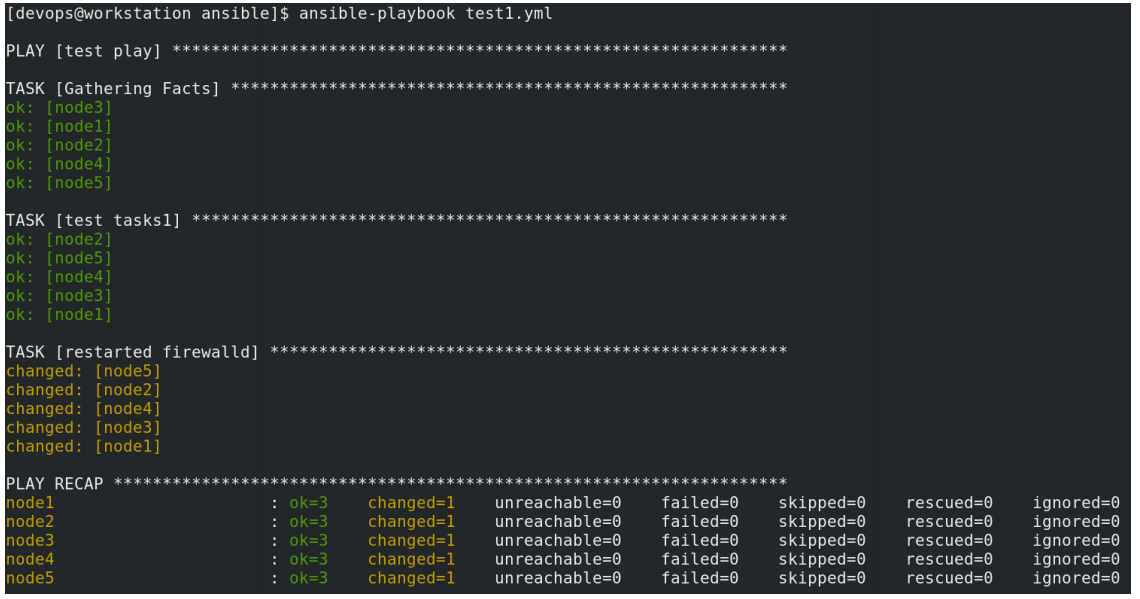 [devops@workstation ansible]$ ansible-playbook test1.yml
PLAY [test play] ***************************************************************
TASK [Gathering Facts] *********************************************************
ok: [node3]
ok: [node1]
ok: [node2]
ok: [node4]
ok: [node5]
TASK [test tasks1] *************************************************************
ok: [node2]
ok: [node5]
ok: [node4]
ok: [node3]
ok: [node1]
TASK [restarted firewalld] *****************************************************
changed: [node5]
changed: [node2]
changed: [node4]
changed: [node3]
changed: [node1]
PLAY RECAP *********************************************************************
node1                      : ok=3    changed=1    unreachable=0    failed=0    skipped=0    rescued=0    ignored=0
node2                      : ok=3    changed=1    unreachable=0    failed=0    skipped=0    rescued=0    ignored=0
node3                      : ok=3    changed=1    unreachable=0    failed=0    skipped=0    rescued=0    ignored=0
node4                      : ok=3    changed=1    unreachable=0    failed=0    skipped=0    rescued=0    ignored=0
node5                      : ok=3    changed=1    unreachable=0    failed=0    skipped=0    rescued=0    ignored=0